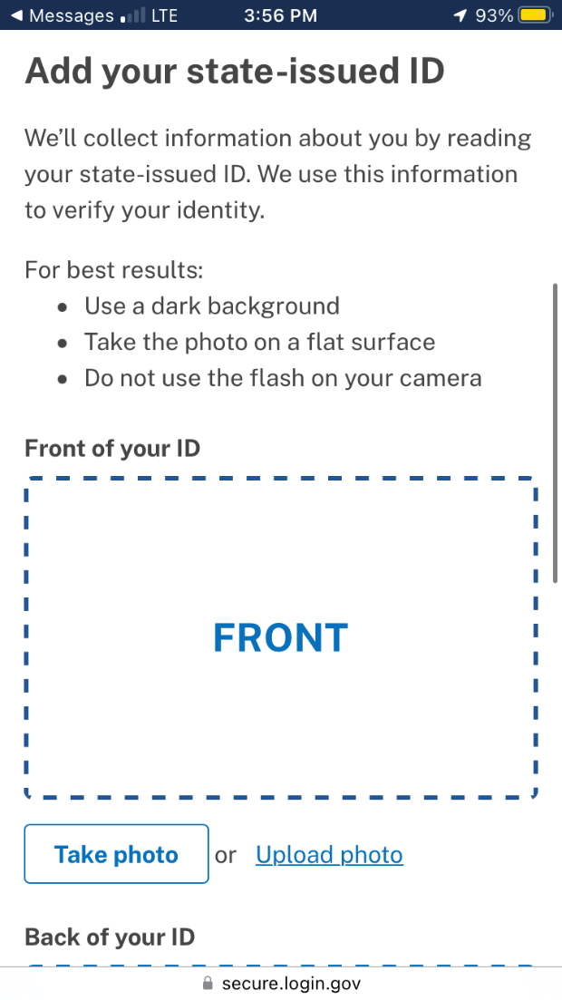 ◀ Messages LTE 3:56 PM 93%
Add your state-issued ID
We’ll collect information about you by reading
your state-issued ID. We use this information
to verify your identity.
For best results:
• Use a dark background
• Take the photo on a flat surface
• Do not use the flash on your camera
Front of your ID
FRONT
Take photo or Upload photo
Back of your ID
secure.login.gov